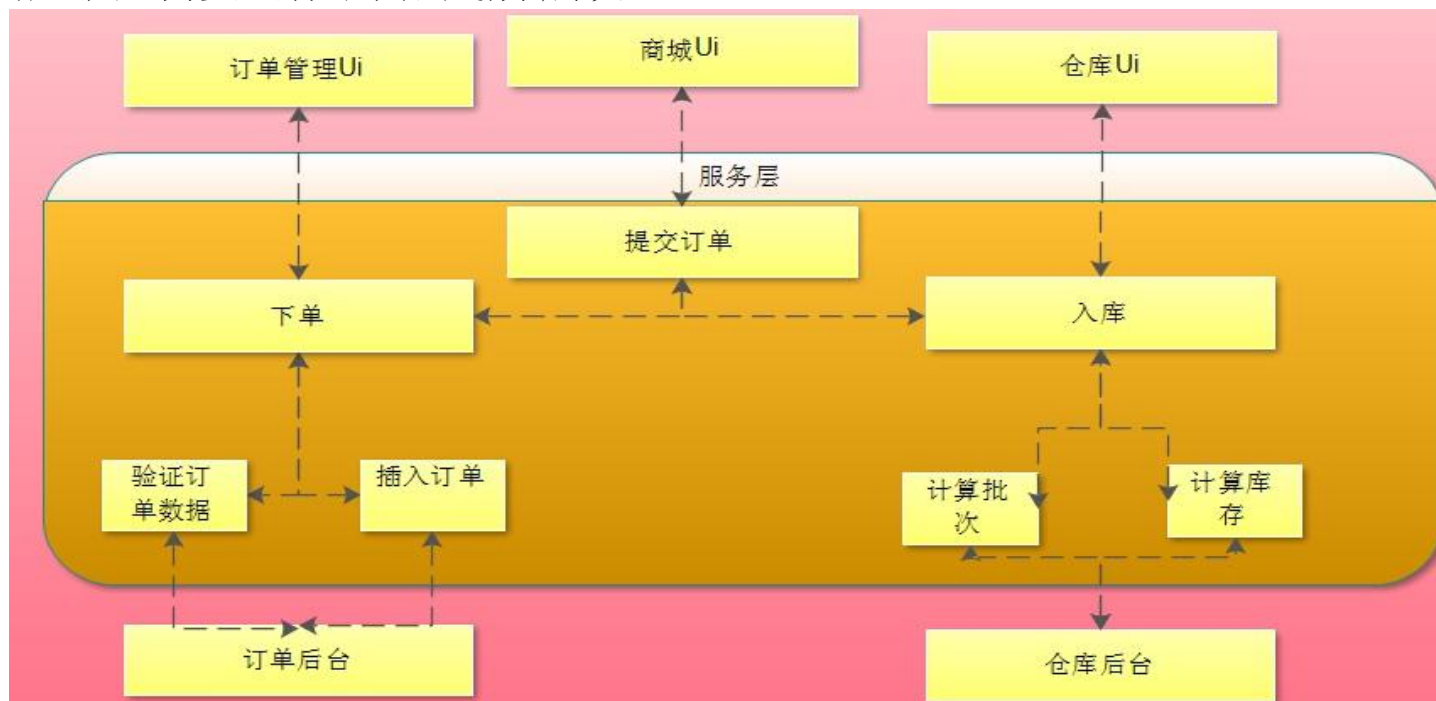 订单管理Ui
商城Ui
仓库Ui
服务层
提交订单
下单
入库
验证订
单数据
插入订单
计算批
次
计算库
存
订单后台
仓库后台